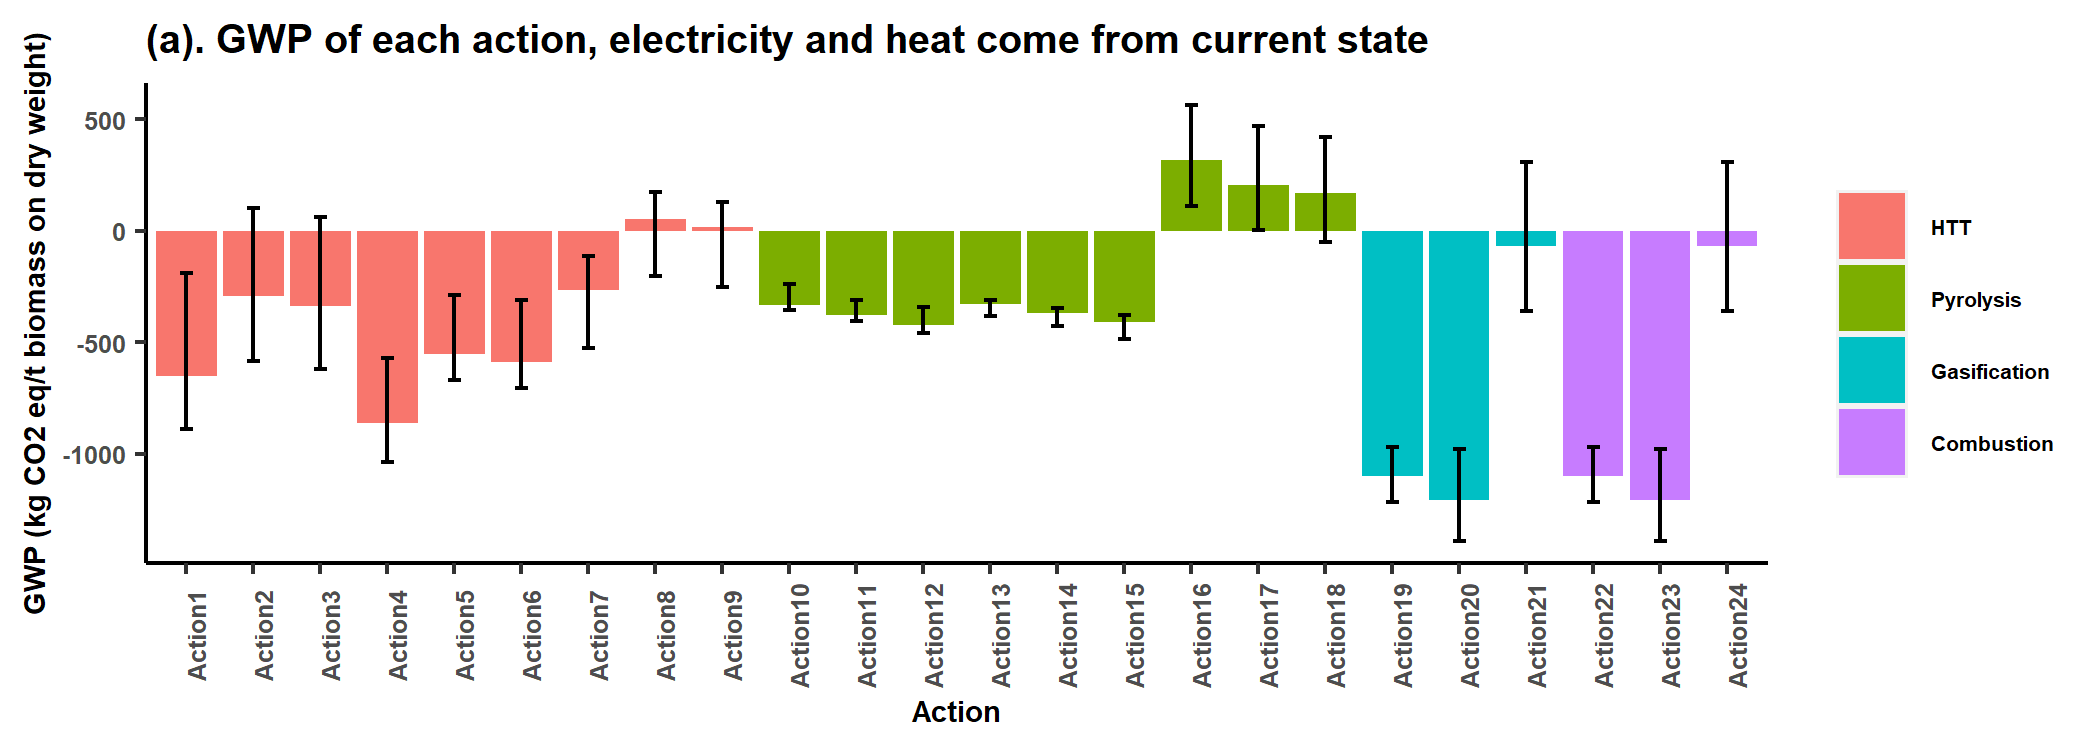 (a). GWP of each action, electricity and heat come from current state
GWP (kg CO2 eq/t biomass on dry weight)
500
0
-500
-1000
Action1
Action2
Action3
Action4
Action5
Action6
Action7
Action8
Action9
Action10
Action11
Action12
Action13
Action14
Action15
Action16
Action17
Action18
Action19
Action20
Action21
Action22
Action23
Action24
Action
HTT
Pyrolysis
Gasification
Combustion